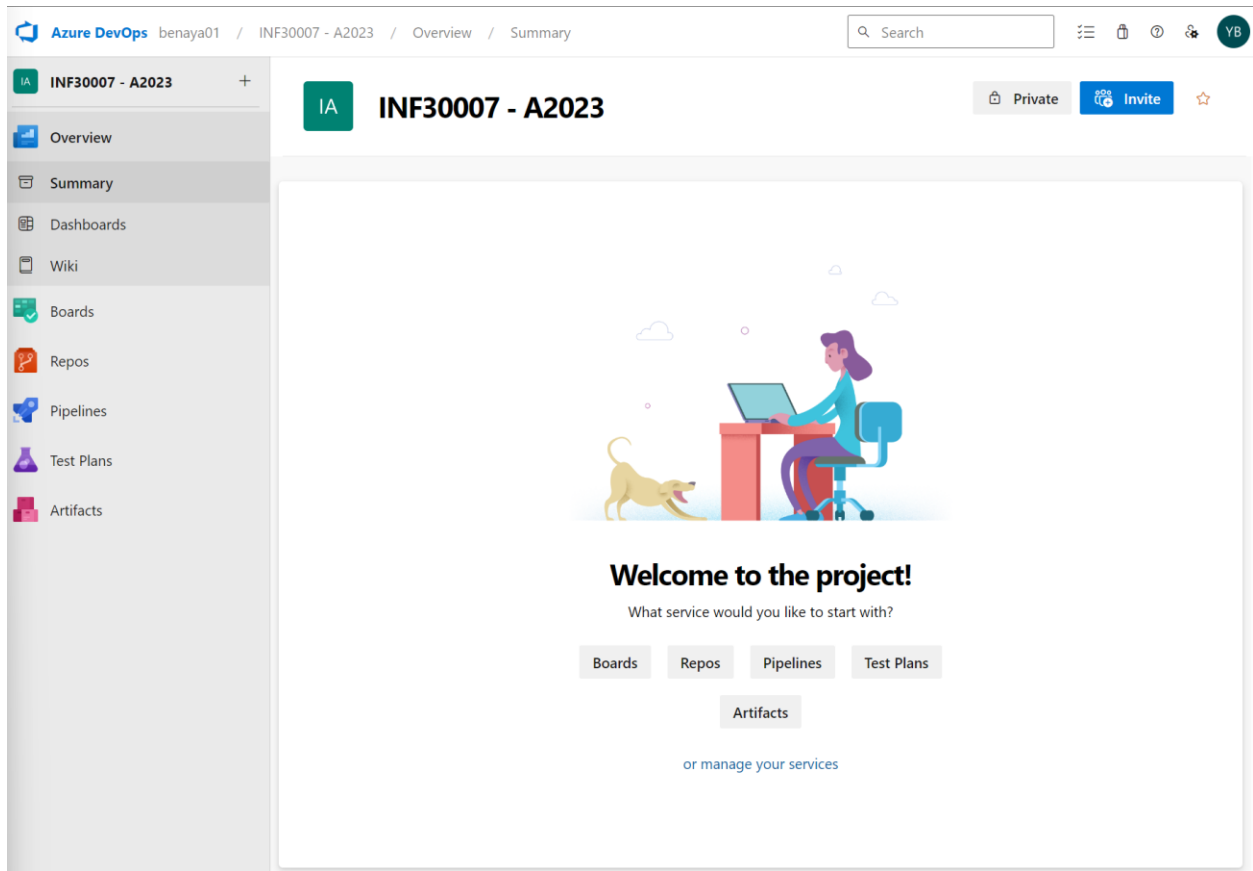 Azure DevOps benaya01 / INF30007 - A2023 / Overview / Summary
Search
YB
IA INF30007 - A2023 +
Overview
Summary
Dashboards
Wiki
Boards
Repos
Pipelines
Test Plans
Artifacts
IA INF30007 - A2023
Private
Invite
Welcome to the project!
What service would you like to start with?
Boards Repos Pipelines Test Plans
Artifacts
or manage your services